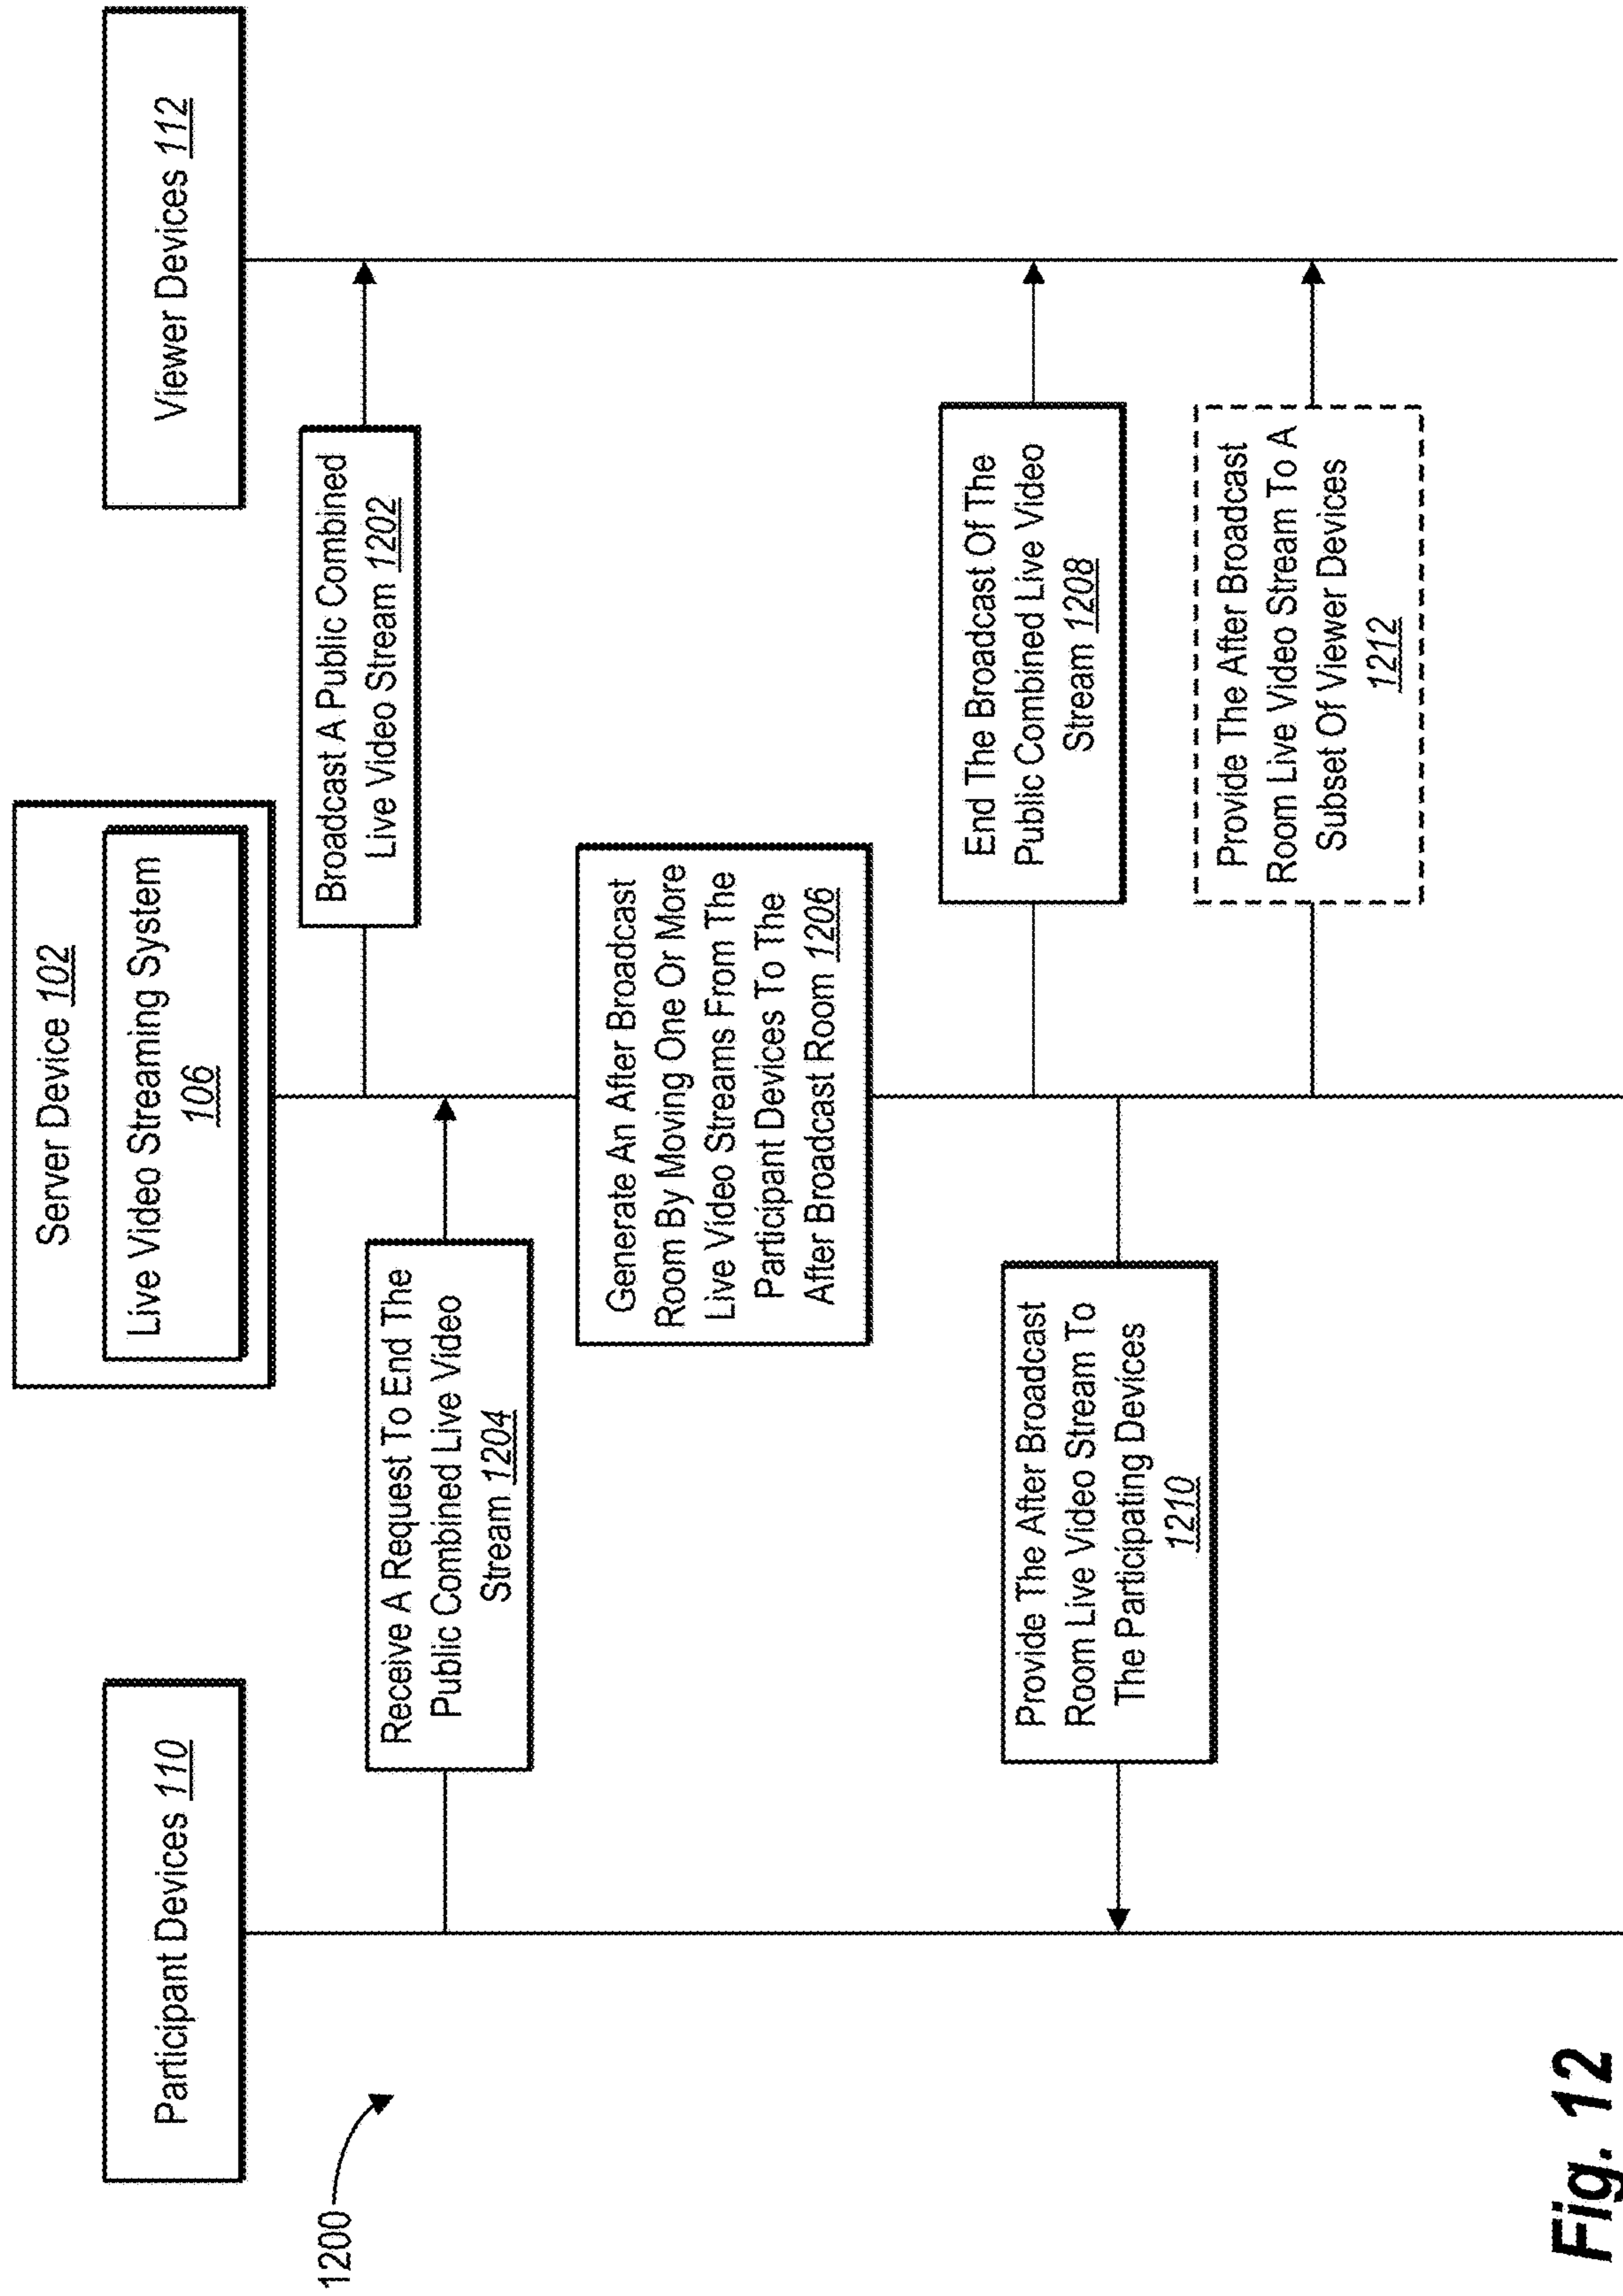 1200
Participant Devices 110
Server Device 102
Live Video Streaming System
106
Viewer Devices 112
Broadcast A Public Combined
Live Video Stream 1202
Receive A Request To End The
Public Combined Live Video
Stream 1204
Generate An After Broadcast
Room By Moving One Or More
Live Video Streams From The
Participant Devices To The
After Broadcast Room 1206
End The Broadcast Of The
Public Combined Live Video
Stream 1208
Provide The After Broadcast
Room Live Video Stream To
The Participating Devices
1210
Provide The After Broadcast
Room Live Video Stream To A
Subset Of Viewer Devices
1212
Fig. 12